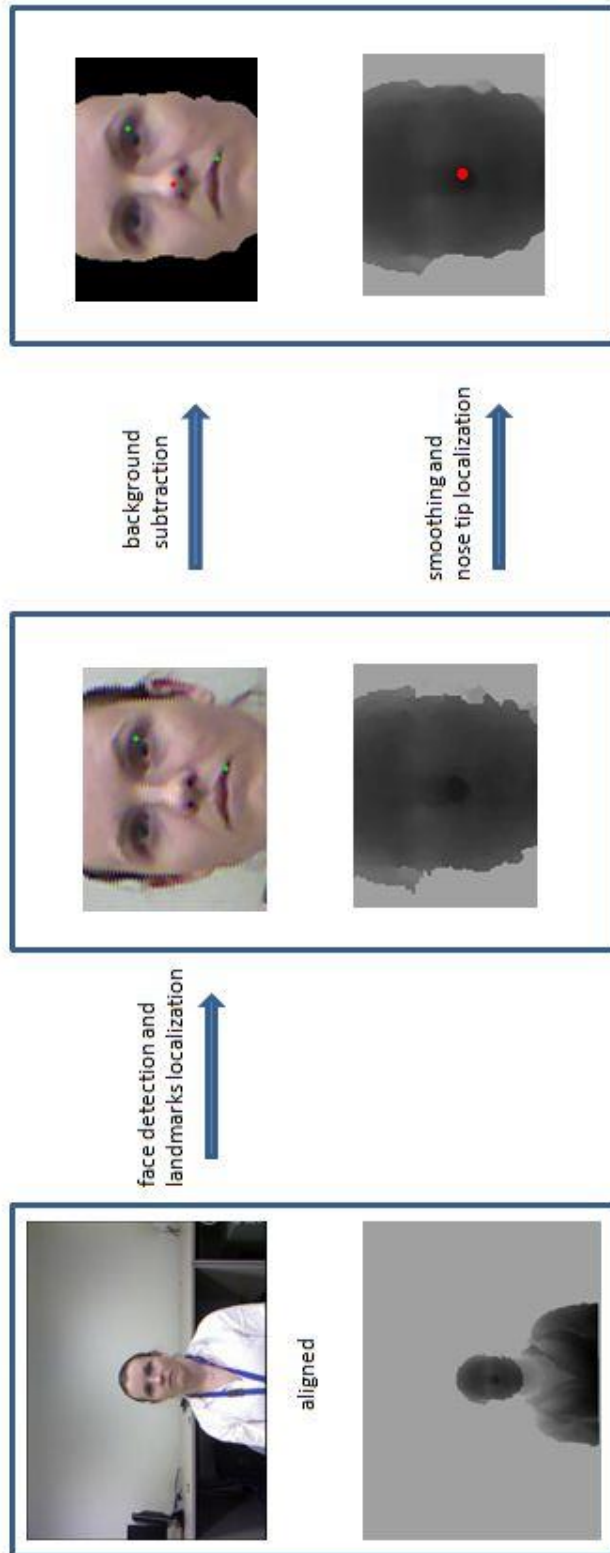 aligned
face detection and
landmarks localization
background
subtraction
smoothing and
nose tip localization